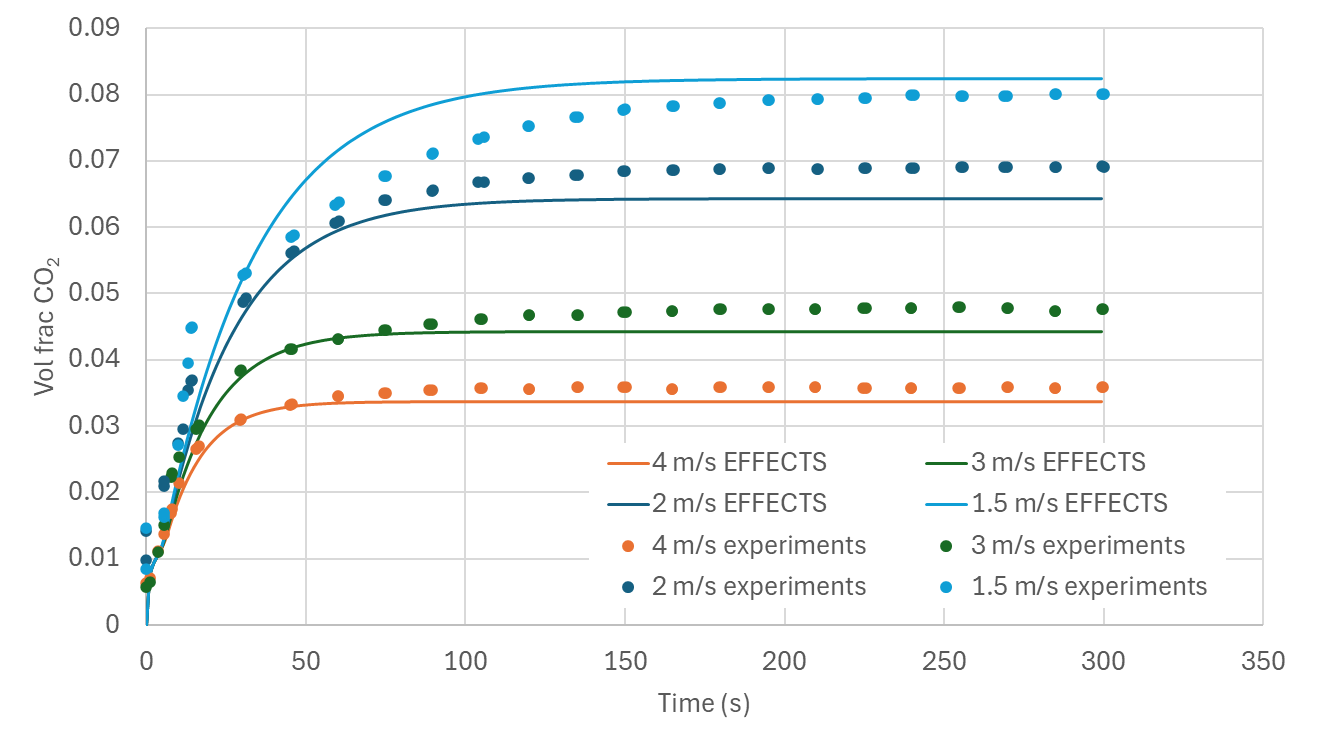 0.09
0.08
0.07
0.06
0.05
0.04
0.03
0.02
0.01
0
Vol frac CO₂
4 m/s EFFECTS 3 m/s EFFECTS
2 m/s EFFECTS 1.5 m/s EFFECTS
4 m/s experiments 3 m/s experiments
2 m/s experiments 1.5 m/s experiments
0 50 100 150 200 250 300 350
Time (s)